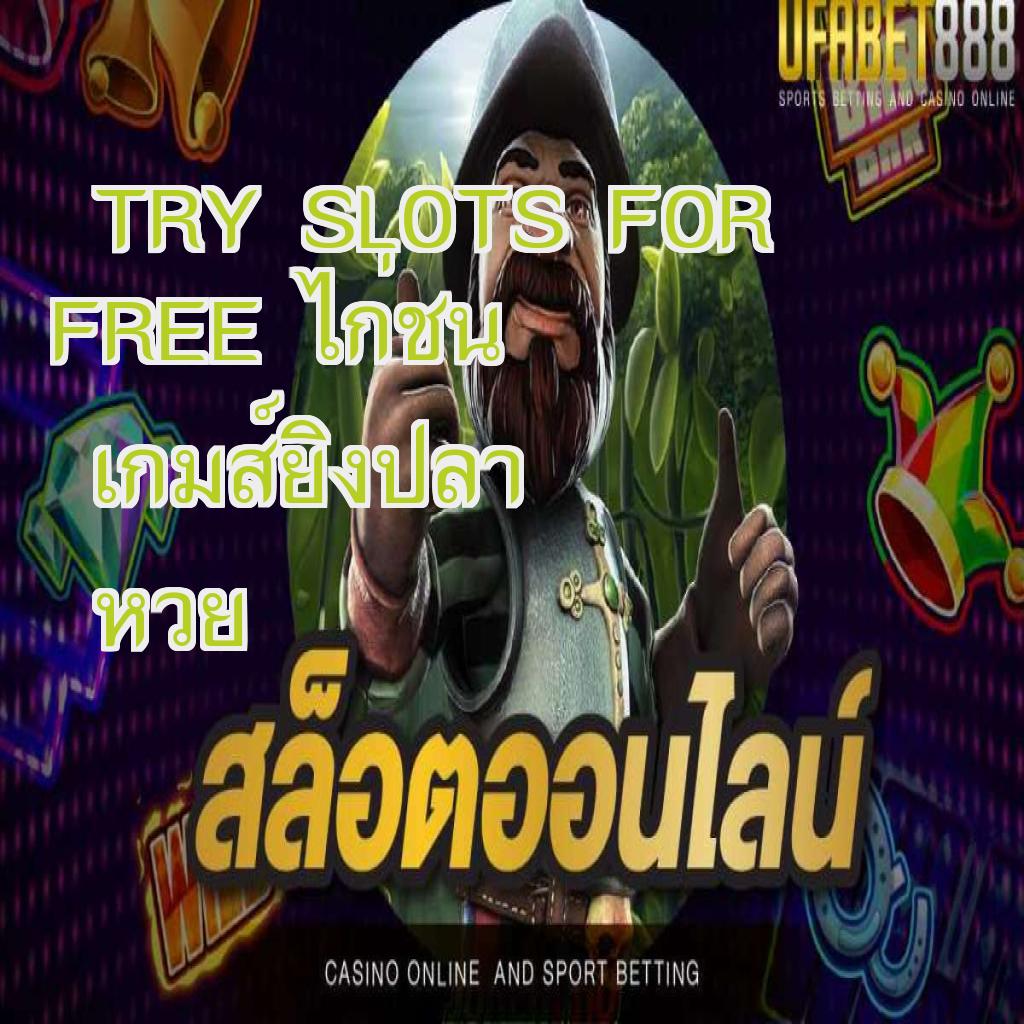 UFABET888
SPORTS BETTING AND CASINO ONLINE
BAR
TRY SLOTS FOR
FREE ไก่ชน
เกมส์ยิงปลา
หวย
สล็อตออนไลน์
CASINO ONLINE AND SPORT BETTING